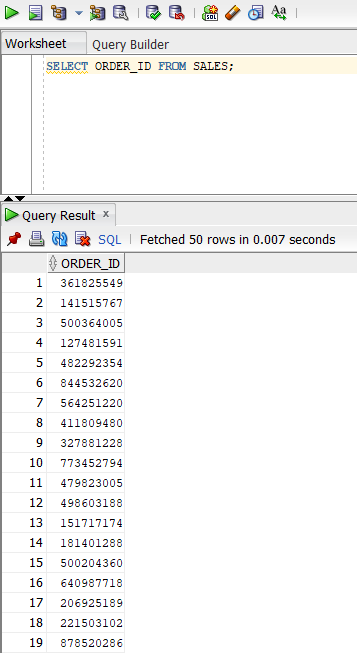 SQL
Aa
Worksheet Query Builder
SELECT ORDER_ID FROM SALES;
Query Result x
SQL Fetched 50 rows in 0.007 seconds
ORDER_ID
1 361825549
2 141515767
3 500364005
4 127481591
5 482292354
6 844532620
7 564251220
8 411809480
9 327881228
10 773452794
11 479823005
12 498603188
13 151717174
14 181401288
15 500204360
16 640987718
17 206925189
18 221503102
19 878520286